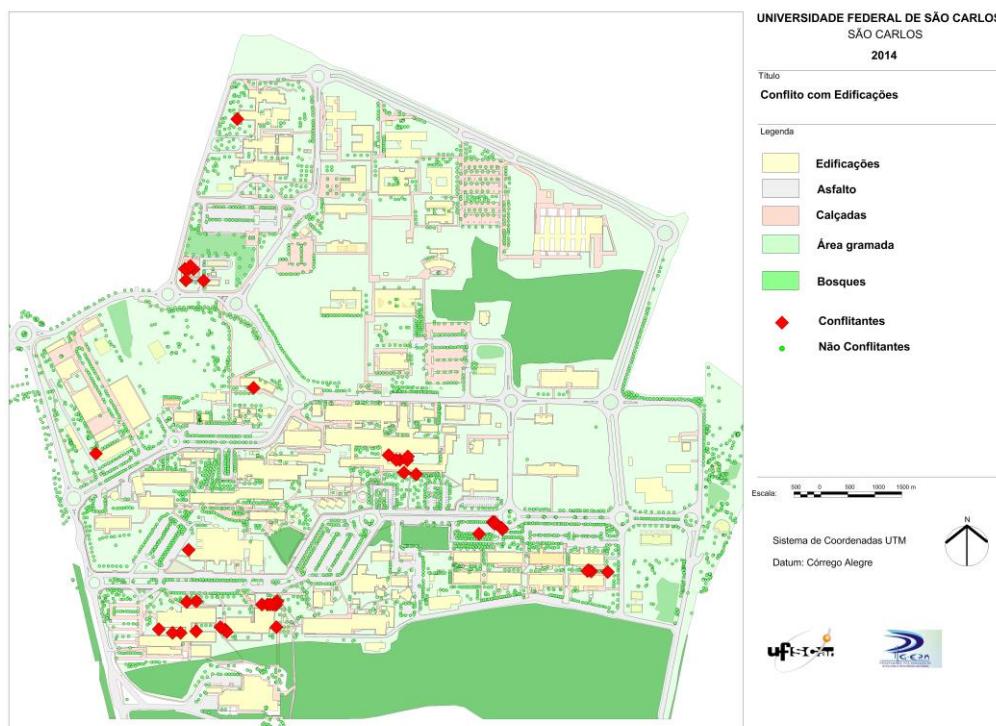 UNIVERSIDADE FEDERAL DE SÃO CARLOS
SÃO CARLOS
2014
Título
Conflito com Edificações
Legenda
Edificações
Asfalto
Calçadas
Área gramada
Bosques
Conflitantes
Não Conflitantes
Escala:
500 0 500 1000 1500 m
N
Sistema de Coordenadas UTM
Datum: Córrego Alegre
ufscar